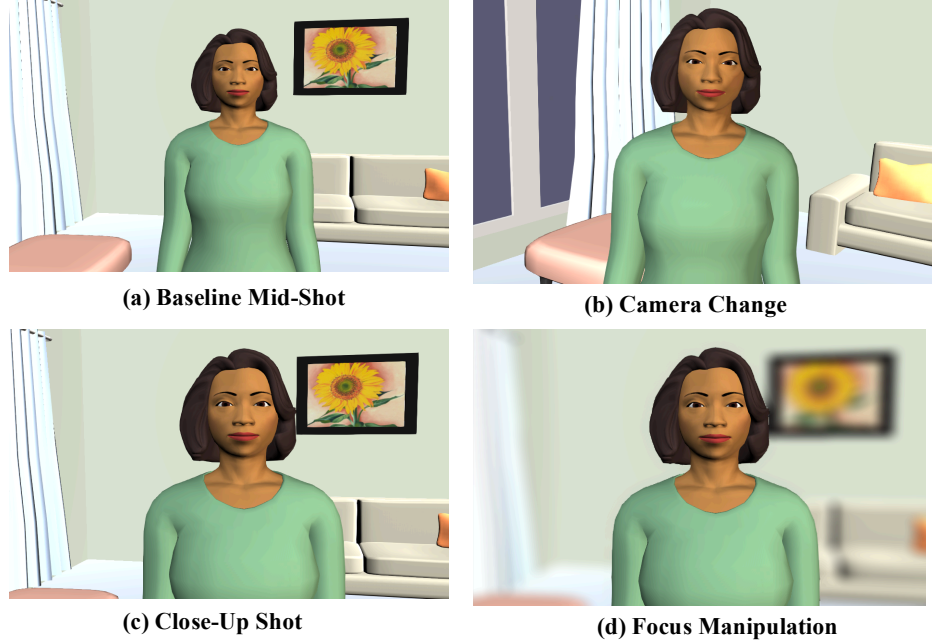 (a) Baseline Mid-Shot
(b) Camera Change
(c) Close-Up Shot
(d) Focus Manipulation